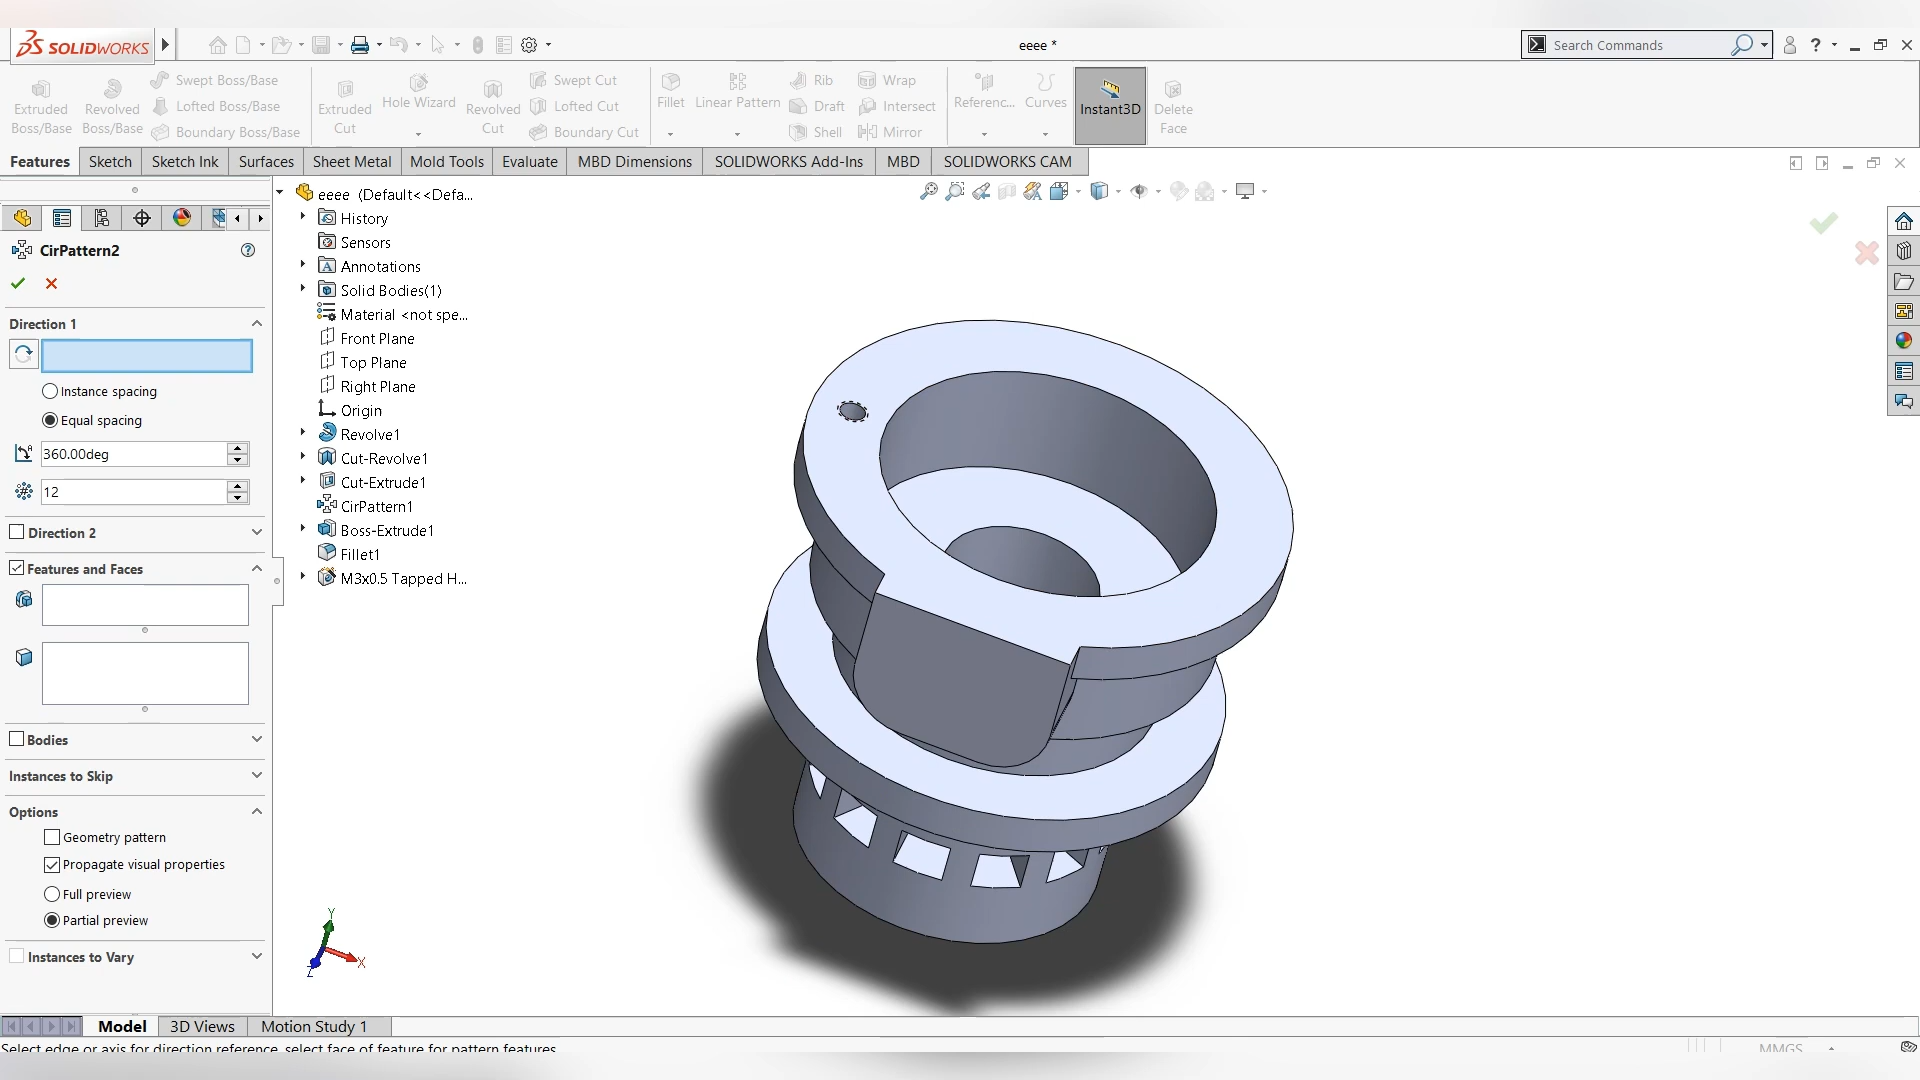 SOLIDWORKS
eeee *
Search Commands
?
Extruded Boss/Base
Revolved Boss/Base
Swept Boss/Base
Lofted Boss/Base
Boundary Boss/Base
Extruded Cut
Hole Wizard
Revolved Cut
Swept Cut
Lofted Cut
Boundary Cut
Fillet
Linear Pattern
Rib
Draft
Shell
Wrap
Intersect
Mirror
Referenc...
Curves
Instant3D
Delete Face
Features
Sketch
Sketch Ink
Surfaces
Sheet Metal
Mold Tools
Evaluate
MBD Dimensions
SOLIDWORKS Add-Ins
MBD
SOLIDWORKS CAM
CirPattern2
Direction 1
Instance spacing
Equal spacing
360.00deg
12
Direction 2
Features and Faces
Bodies
Instances to Skip
Options
Geometry pattern
Propagate visual properties
Full preview
Partial preview
Instances to Vary
eeee (Default<<Defa...
History
Sensors
Annotations
Solid Bodies(1)
Material <not spe...
Front Plane
Top Plane
Right Plane
Origin
Revolve1
Cut-Revolve1
Cut-Extrude1
CirPattern1
Boss-Extrude1
Fillet1
M3x0.5 Tapped H...
Y
X
Z
Model
3D Views
Motion Study 1
Select edge or axis for direction reference, select face of feature for pattern features
MMGS